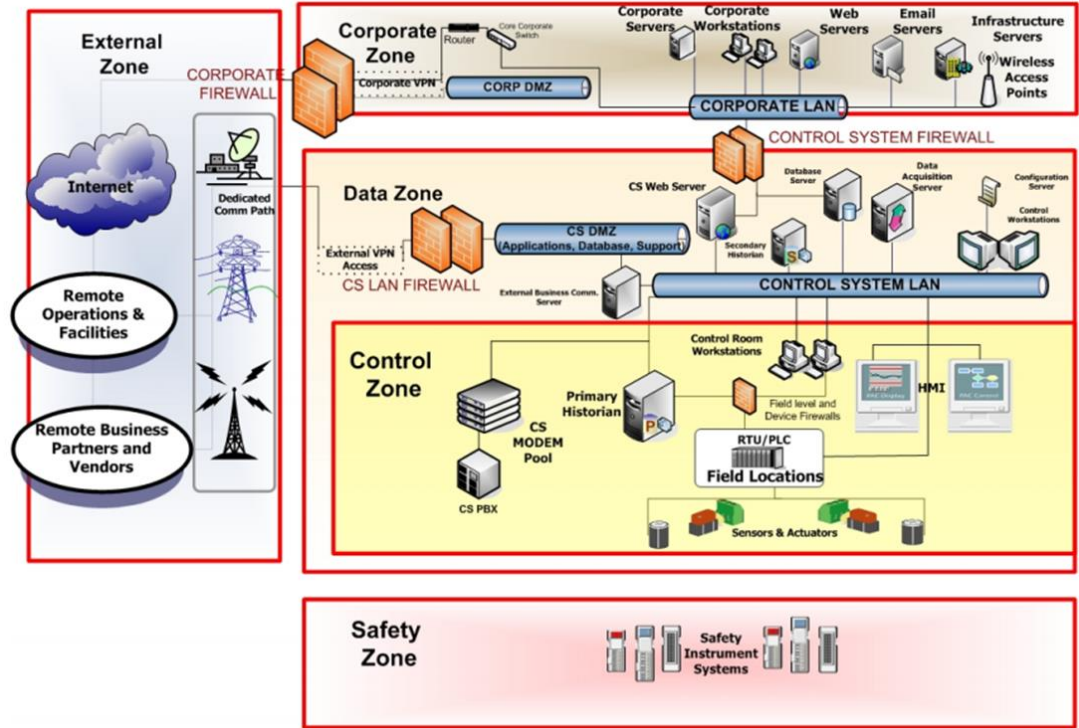 External
Zone
CORPORATE
FIREWALL
Internet
Dedicated
Comm Path
Remote
Operations &
Facilities
Remote Business
Partners and
Vendors
Corporate
Zone
Router
Core Corporate
Switch
Corporate VPN
CORP DMZ
Corporate
Servers
Corporate
Workstations
Web
Servers
Email
Servers
Infrastructure
Servers
Wireless
Access
Points
CORPORATE LAN
CONTROL SYSTEM FIREWALL
Data Zone
External VPN
Access
CS LAN FIREWALL
CS DMZ
(Applications, Database, Support)
CS Web Server
Database
Server
Data
Acquisition
Server
Configuration
Server
Control
Workstations
Secondary
Historian
S
External Business Comm.
Server
CONTROL SYSTEM LAN
Control
Zone
CS
MODEM
Pool
CS PBX
Primary
Historian
P
Control Room
Workstations
Field level and
Device Firewalls
PAC Display
HMI
PAC Control
RTU/PLC
Field Locations
Sensors & Actuators
Safety
Zone
Safety
Instrument
Systems